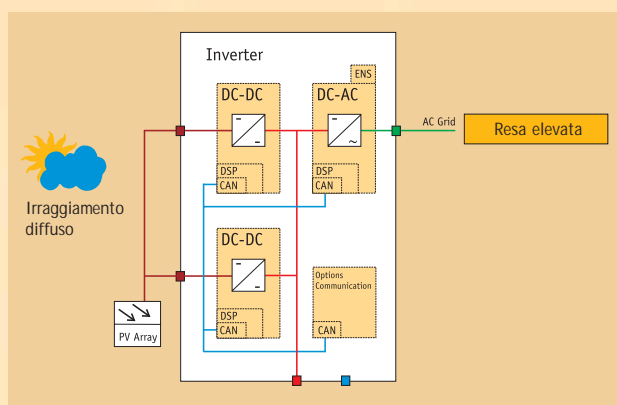 Inverter
ENS
DC-DC
DC-AC
AC Grid
Resa elevata
DSP
CAN
DSP
CAN
Irraggiamento
diffuso
DC-DC
Options
Communication
DSP
CAN
CAN
PV Array